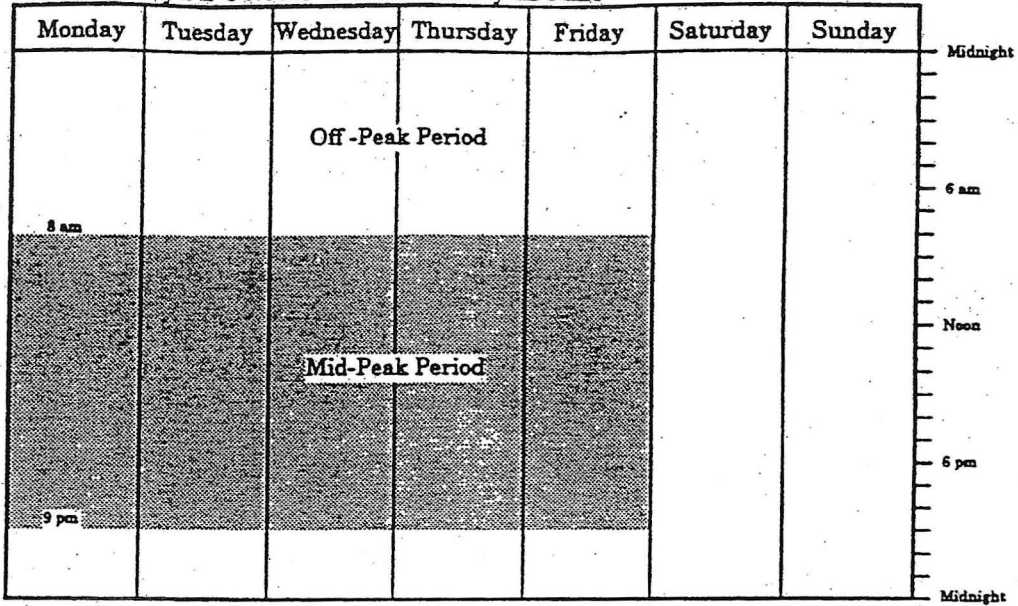 Monday Tuesday Wednesday Thursday Friday Saturday Sunday
Midnight
Off -Peak Period
6 am
8 am
Noon
Mid-Peak Period
6 pm
9 pm
Midnight